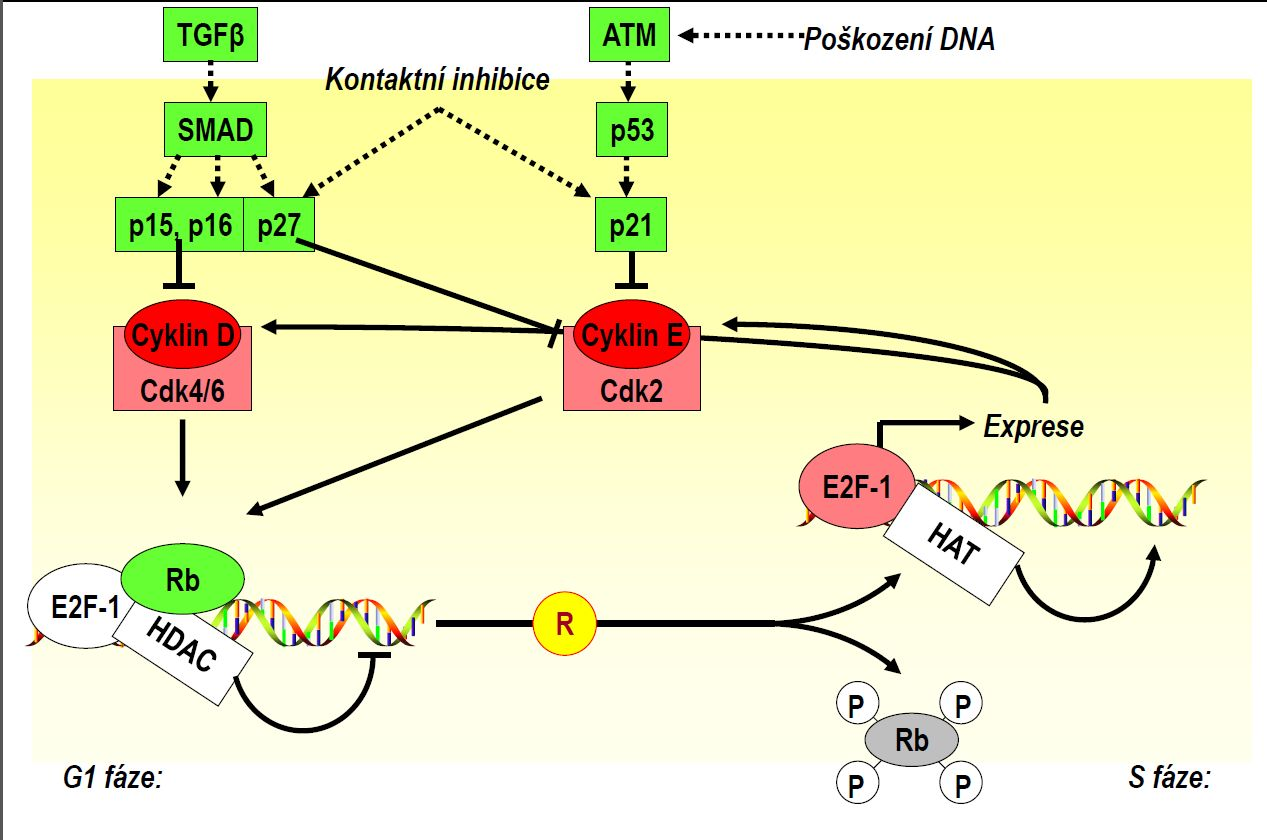 TGFβ
ATM
Poškození DNA
Kontaktní inhibice
SMAD
p53
p15, p16
p27
p21
Cyklin D
Cdk4/6
Cyklin E
Cdk2
Exprese
E2F-1
HAT
Rb
E2F-1
HDAC
R
P
P
Rb
P
P
G1 fáze:
S fáze: